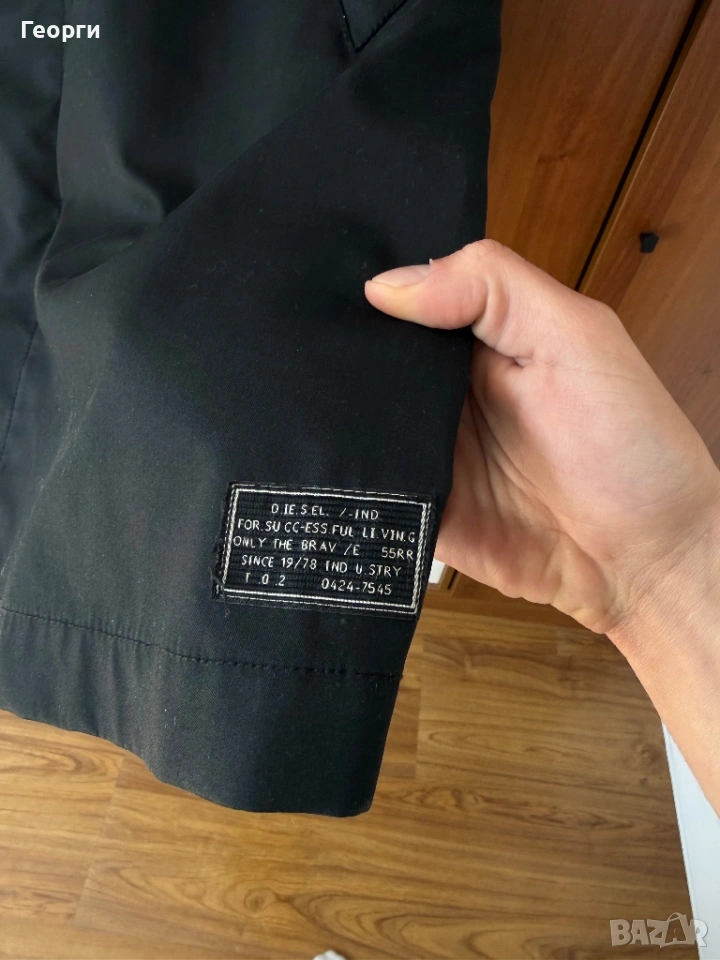 Георги
D.IE.S.EL. /-IND
FOR.SU CC-ESS FUL LI.VIN.G
ONLY THE BRAV /E 55RR
SINCE 19/78 IND U.STRY
T .0.2 0424-7545
BAZAR